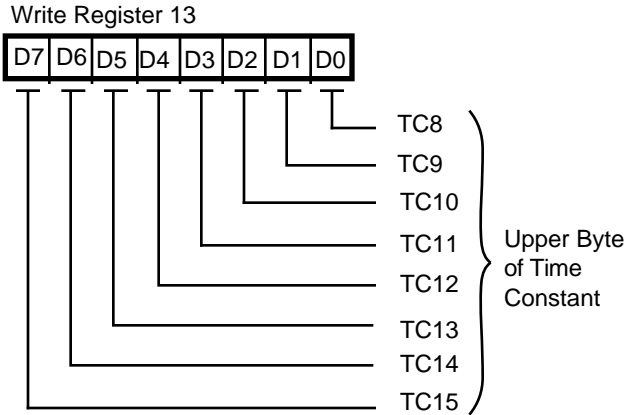 Write Register 13
D7 D6 D5 D4 D3 D2 D1 D0
TC8
TC9
TC10
TC11
TC12
TC13
TC14
TC15
Upper Byte
of Time
Constant